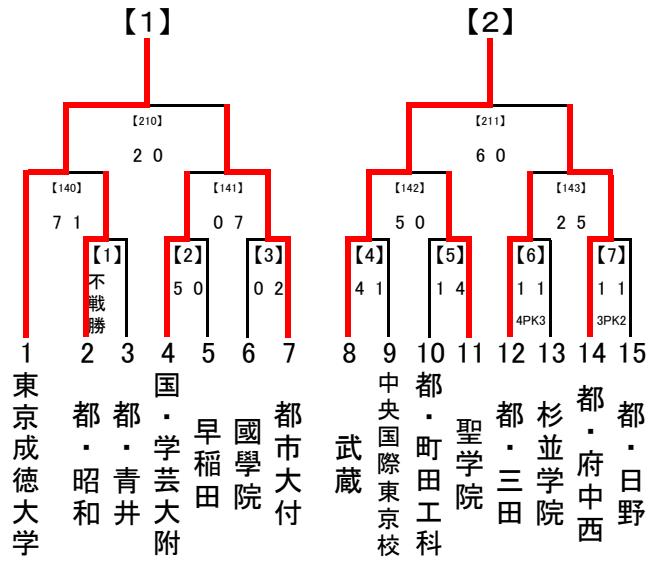 【1】 【2】
【210】 【211】
2 0 6 0
【140】 【141】 【142】 【143】
7 1 0 7 5 0 2 5
【1】 【2】 【3】 【4】 【5】 【6】 【7】
不戦勝 5 0 0 2 4 1 1 4 1 1 1 1
4PK3 3PK2
1 2 3 4 5 6 7 8 9 10 11 12 13 14 15
東京成徳大学
都・昭和
都・青井
国・学芸大附
早稲田
國學院
都市大付
武蔵
中央国際東京校
都・町田工科
聖学院
都・三田
杉並学院
都・府中西
都・日野